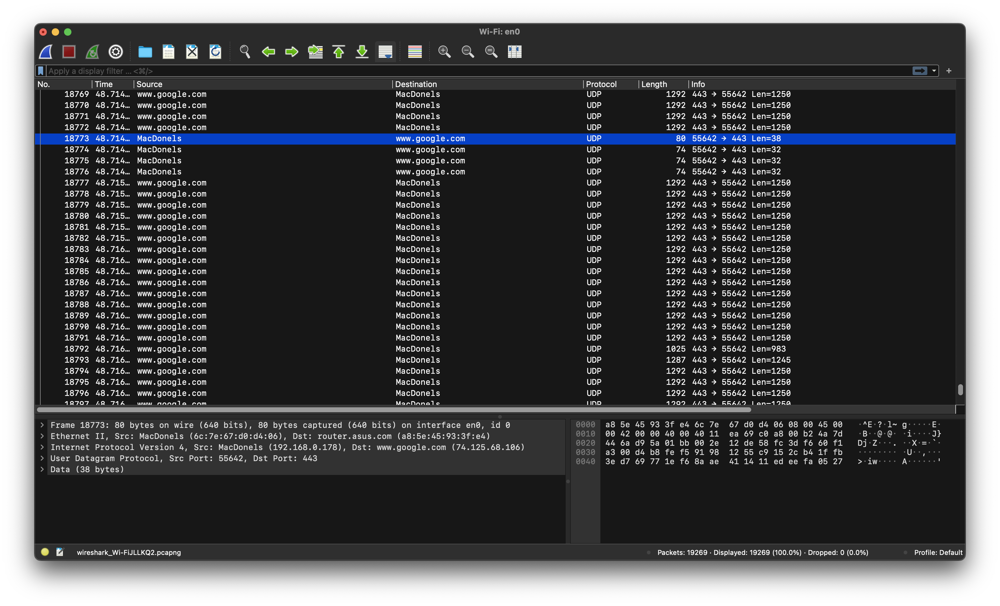 Wi-Fi: en0
Apply a display filter ... <⌘/>
No. Time Source Destination Protocol Length Info
18769 48.714… www.google.com MacDonels UDP 1292 443 → 55642 Len=1250
18770 48.714… www.google.com MacDonels UDP 1292 443 → 55642 Len=1250
18771 48.714… www.google.com MacDonels UDP 1292 443 → 55642 Len=1250
18772 48.714… www.google.com MacDonels UDP 1292 443 → 55642 Len=1250
18773 48.714… MacDonels www.google.com UDP 80 55642 → 443 Len=38
18774 48.714… MacDonels www.google.com UDP 74 55642 → 443 Len=32
18775 48.714… MacDonels www.google.com UDP 74 55642 → 443 Len=32
18776 48.714… MacDonels www.google.com UDP 74 55642 → 443 Len=32
18777 48.715… www.google.com MacDonels UDP 1292 443 → 55642 Len=1250
18778 48.715… www.google.com MacDonels UDP 1292 443 → 55642 Len=1250
18779 48.715… www.google.com MacDonels UDP 1292 443 → 55642 Len=1250
18780 48.715… www.google.com MacDonels UDP 1292 443 → 55642 Len=1250
18781 48.715… www.google.com MacDonels UDP 1292 443 → 55642 Len=1250
18782 48.715… www.google.com MacDonels UDP 1292 443 → 55642 Len=1250
18783 48.716… www.google.com MacDonels UDP 1292 443 → 55642 Len=1250
18784 48.716… www.google.com MacDonels UDP 1292 443 → 55642 Len=1250
18785 48.716… www.google.com MacDonels UDP 1292 443 → 55642 Len=1250
18786 48.716… www.google.com MacDonels UDP 1292 443 → 55642 Len=1250
18787 48.716… www.google.com MacDonels UDP 1292 443 → 55642 Len=1250
18788 48.716… www.google.com MacDonels UDP 1292 443 → 55642 Len=1250
18789 48.716… www.google.com MacDonels UDP 1292 443 → 55642 Len=1250
18790 48.716… www.google.com MacDonels UDP 1292 443 → 55642 Len=1250
18791 48.716… www.google.com MacDonels UDP 1292 443 → 55642 Len=1250
18792 48.716… www.google.com MacDonels UDP 1025 443 → 55642 Len=983
18793 48.716… www.google.com MacDonels UDP 1287 443 → 55642 Len=1245
18794 48.716… www.google.com MacDonels UDP 1292 443 → 55642 Len=1250
18795 48.716… www.google.com MacDonels UDP 1292 443 → 55642 Len=1250
18796 48.716… www.google.com MacDonels UDP 1292 443 → 55642 Len=1250
18797 48.716 www.google.com MacDonels UDP 1292 443 → 55642 Len=1250
Frame 18773: 80 bytes on wire (640 bits), 80 bytes captured (640 bits) on interface en0, id 0
Ethernet II, Src: MacDonels (6c:7e:67:d0:d4:06), Dst: router.asus.com (a8:5e:45:93:3f:e4)
Internet Protocol Version 4, Src: MacDonels (192.168.0.178), Dst: www.google.com (74.125.68.106)
User Datagram Protocol, Src Port: 55642, Dst Port: 443
Data (38 bytes)
0000 a8 5e 45 93 3f e4 6c 7e 67 d0 d4 06 08 00 45 00 ·^E·?·l~ g·····E·
0010 00 42 00 00 40 00 40 11 ea 69 c0 a8 00 b2 4a 7d ·B··@·@· ·i····J}
0020 44 6a d9 5a 01 bb 00 2e 12 de 58 fc 3d f6 60 f1 Dj·Z···. ··X·=·`·
0030 a3 00 d4 b8 fe f5 91 98 12 55 c9 15 2c b4 1f fb ········ ·U··,···
0040 3e d7 69 77 1e f6 8a ae 41 14 11 ed ee fa 05 27 >·iw···· A······'
wireshark_Wi-FiJLLKQ2.pcapng
Packets: 19269 · Displayed: 19269 (100.0%) · Dropped: 0 (0.0%)
Profile: Default